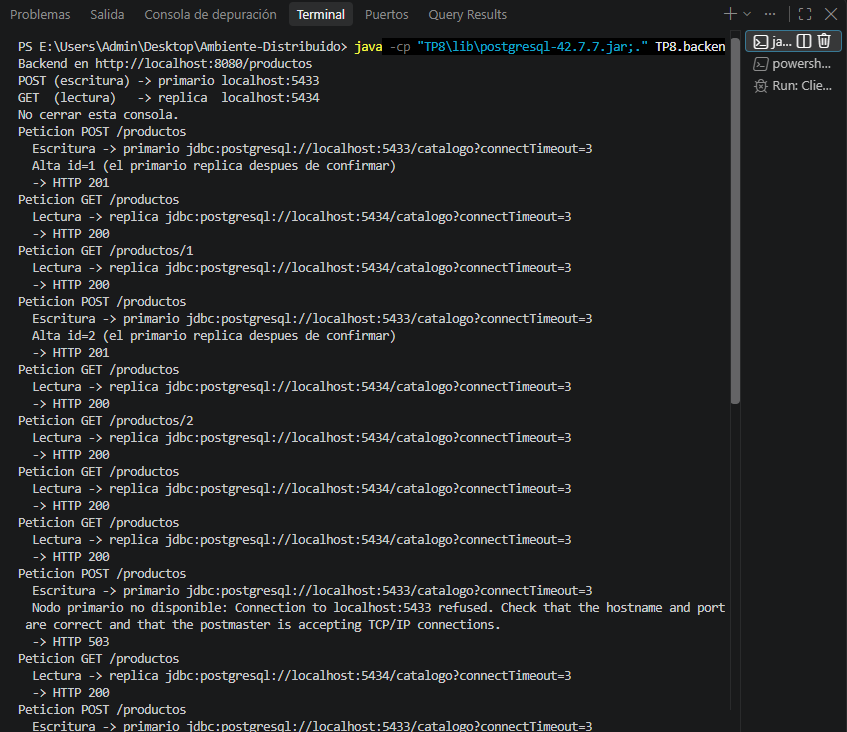 Problemas Salida Consola de depuración Terminal Puertos Query Results
PS E:\Users\Admin\Desktop\Ambiente-Distribuido> java -cp "TP8\lib\postgresql-42.7.7.jar;." TP8.backen
Backend en http://localhost:8080/productos
POST (escritura) -> primario localhost:5433
GET  (lectura)   -> replica  localhost:5434
No cerrar esta consola.
Peticion POST /productos
  Escritura -> primario jdbc:postgresql://localhost:5433/catalogo?connectTimeout=3
  Alta id=1 (el primario replica despues de confirmar)
  -> HTTP 201
Peticion GET /productos
  Lectura -> replica jdbc:postgresql://localhost:5434/catalogo?connectTimeout=3
  -> HTTP 200
Peticion GET /productos/1
  Lectura -> replica jdbc:postgresql://localhost:5434/catalogo?connectTimeout=3
  -> HTTP 200
Peticion POST /productos
  Escritura -> primario jdbc:postgresql://localhost:5433/catalogo?connectTimeout=3
  Alta id=2 (el primario replica despues de confirmar)
  -> HTTP 201
Peticion GET /productos
  Lectura -> replica jdbc:postgresql://localhost:5434/catalogo?connectTimeout=3
  -> HTTP 200
Peticion GET /productos/2
  Lectura -> replica jdbc:postgresql://localhost:5434/catalogo?connectTimeout=3
  -> HTTP 200
Peticion GET /productos
  Lectura -> replica jdbc:postgresql://localhost:5434/catalogo?connectTimeout=3
  -> HTTP 200
Peticion GET /productos
  Lectura -> replica jdbc:postgresql://localhost:5434/catalogo?connectTimeout=3
  -> HTTP 200
Peticion POST /productos
  Escritura -> primario jdbc:postgresql://localhost:5433/catalogo?connectTimeout=3
  Nodo primario no disponible: Connection to localhost:5433 refused. Check that the hostname and port
 are correct and that the postmaster is accepting TCP/IP connections.
  -> HTTP 503
Peticion GET /productos
  Lectura -> replica jdbc:postgresql://localhost:5434/catalogo?connectTimeout=3
  -> HTTP 200
Peticion POST /productos
  Escritura -> primario jdbc:postgresql://localhost:5433/catalogo?connectTimeout=3
ja...
powersh...
Run: Clie...